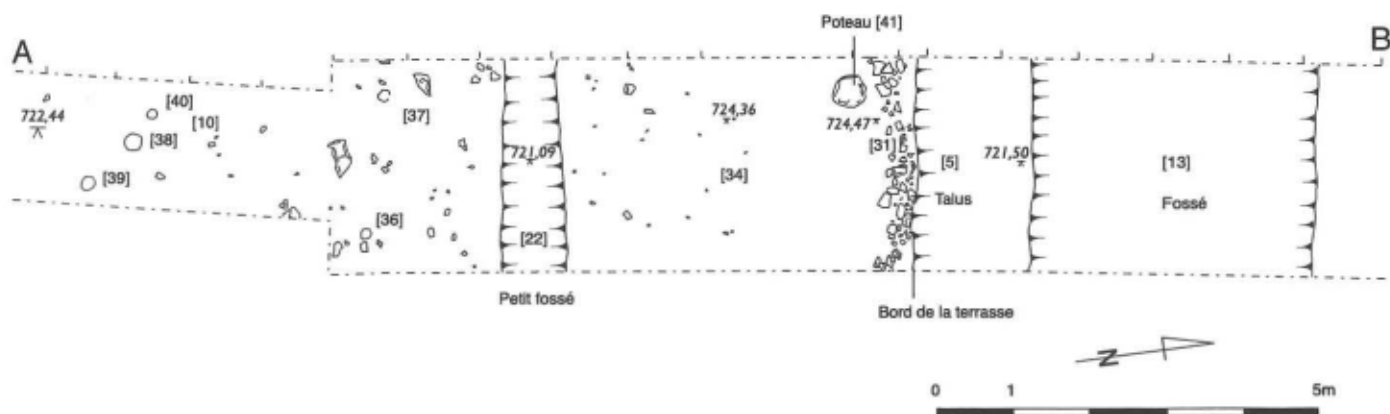 Poteau [41]
A
B
[40]
[37]
722,44
[10]
724,36
[38]
724,47
[31]
721,09
721,50
[5]
[13]
[39]
[34]
Talus
Fossé
[36]
[22]
Petit fossé
Bord de la terrasse
N
0 1 5m